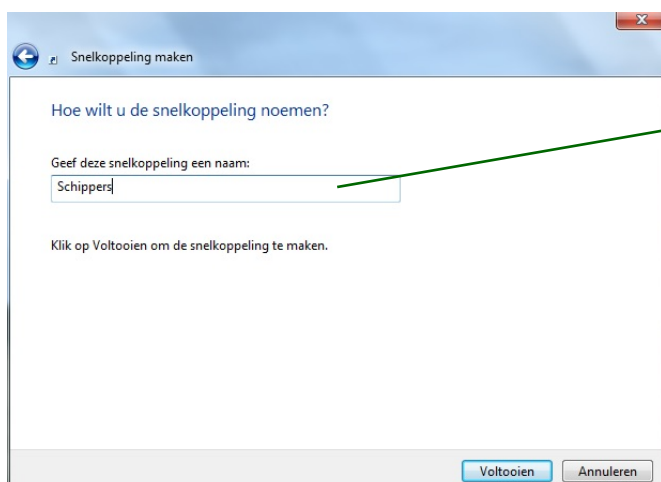 Snelkoppeling maken
Hoe wilt u de snelkoppeling noemen?
Geef deze snelkoppeling een naam:
Schippers
Klik op Voltooien om de snelkoppeling te maken.
Voltooien
Annuleren